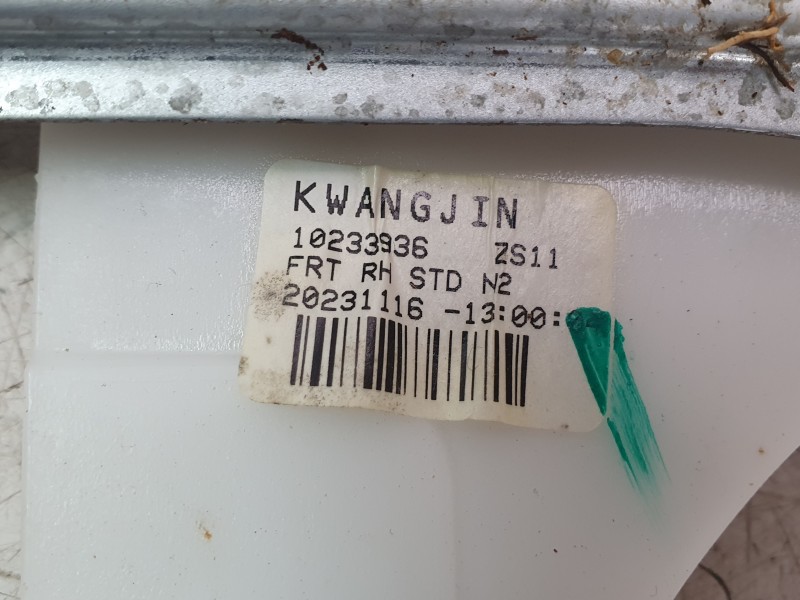 KWANGJIN
10233936 ZS11
FRT RH STD N2
20231116 -13:00: